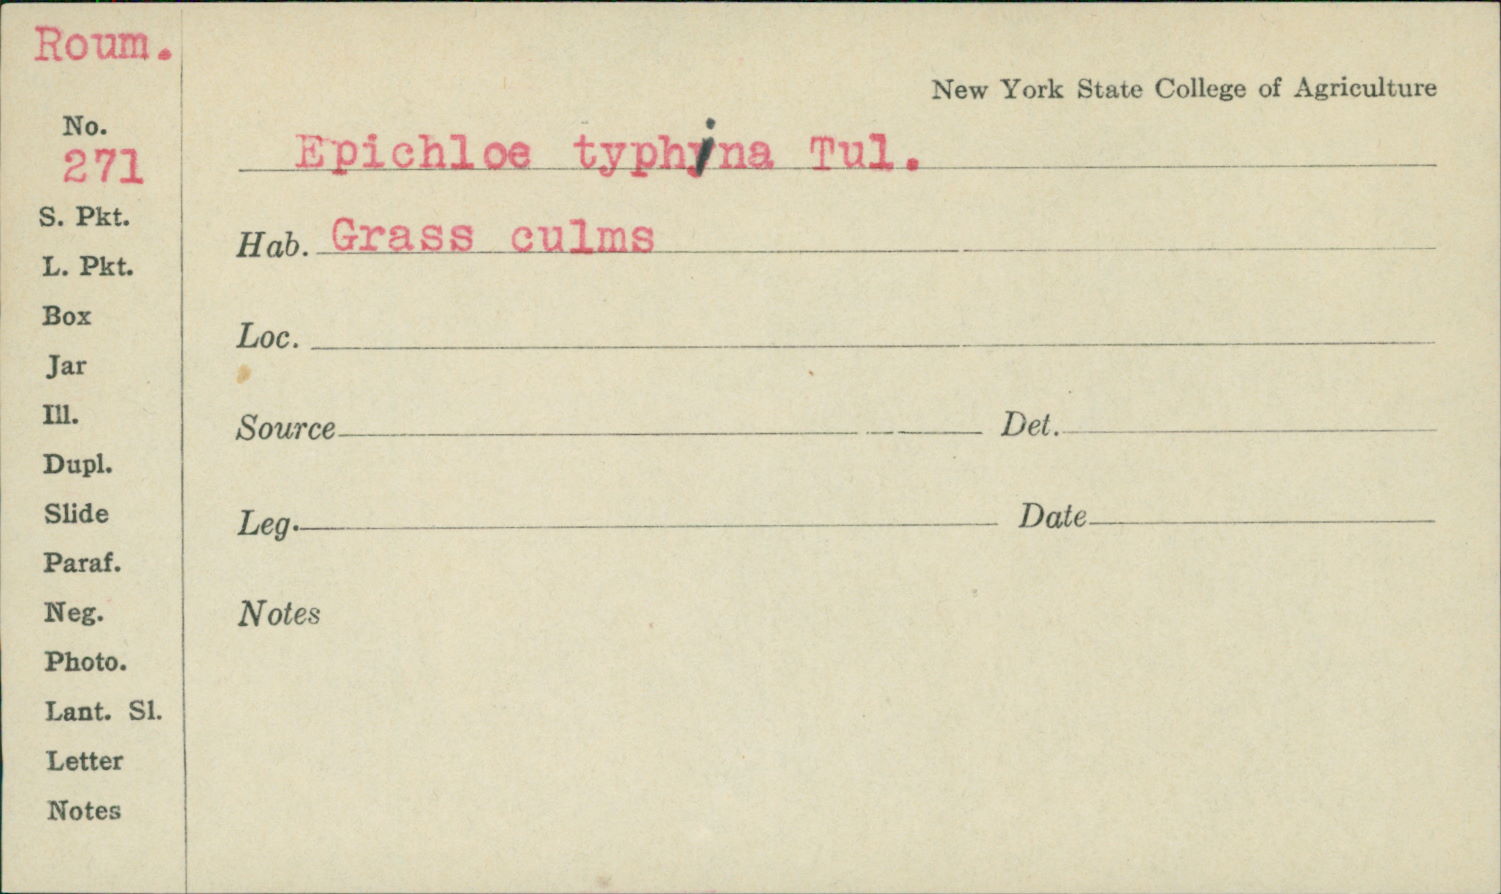 Roum.
New York State College of Agriculture
No.
271
Epichloe typhina Tul.
S. Pkt.
Hab. Grass culms
L. Pkt.
Box
Loc.
Jar
Ill.
Source Det.
Dupl.
Slide
Leg. Date
Paraf.
Neg.
Notes
Photo.
Lant. Sl.
Letter
Notes